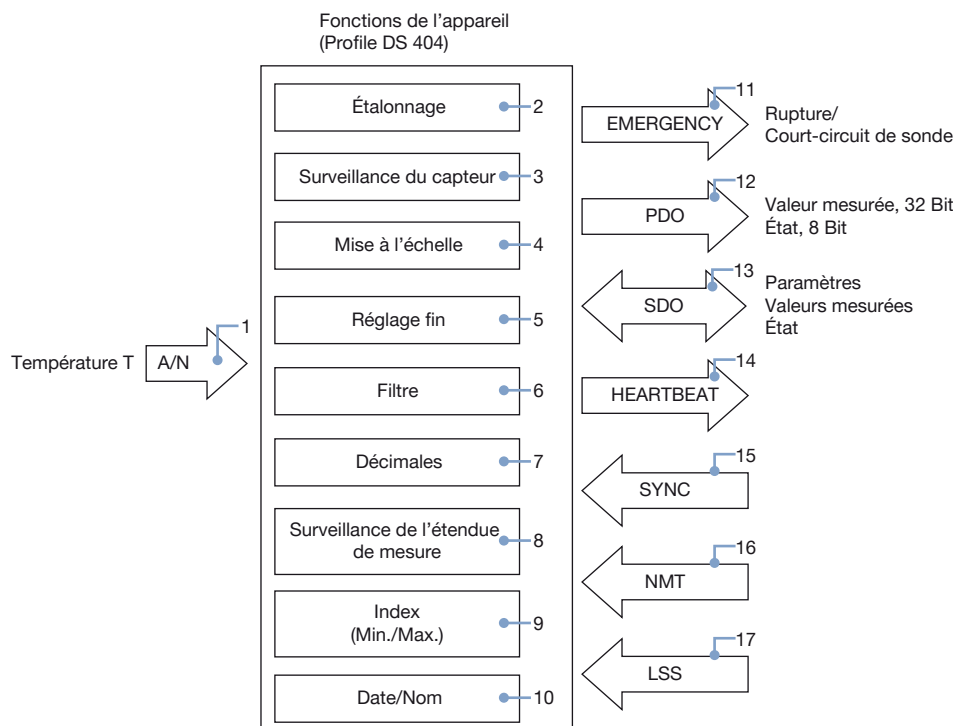 Fonctions de l'appareil
(Profile DS 404)
Température T
A/N
1
Étalonnage
2
Surveillance du capteur
3
Mise à l'échelle
4
Réglage fin
5
Filtre
6
Décimales
7
Surveillance de l'étendue
de mesure
8
Index
(Min./Max.)
9
Date/Nom
10
EMERGENCY
11
Rupture/
Court-circuit de sonde
PDO
12
Valeur mesurée, 32 Bit
État, 8 Bit
SDO
13
Paramètres
Valeurs mesurées
État
HEARTBEAT
14
SYNC
15
NMT
16
LSS
17